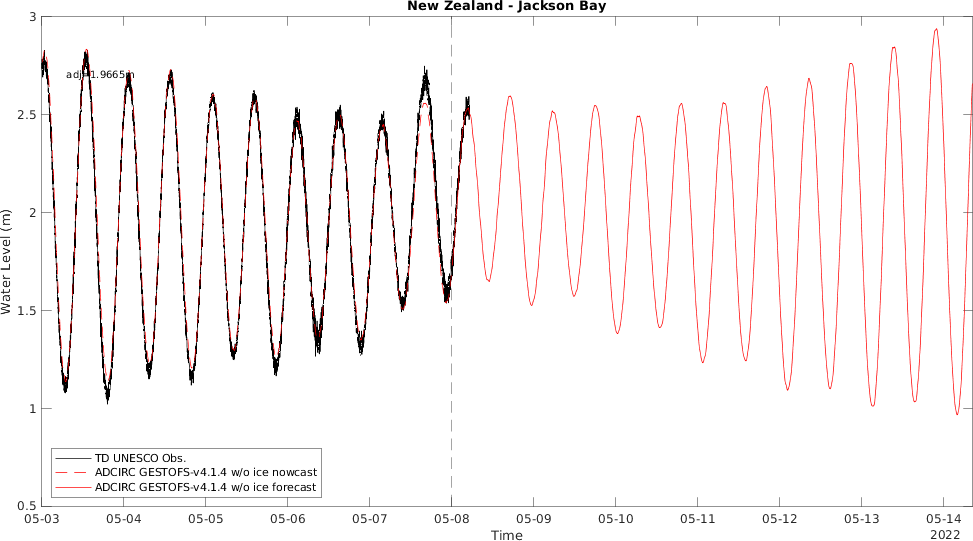 New Zealand - Jackson Bay
3
adj=1.9665m
2.5
2
Water Level (m)
1.5
1
TD UNESCO Obs.
ADCIRC GESTOFS-v4.1.4 w/o ice nowcast
ADCIRC GESTOFS-v4.1.4 w/o ice forecast
0.5
05-03 05-04 05-05 05-06 05-07 05-08 05-09 05-10 05-11 05-12 05-13 05-14
Time
2022